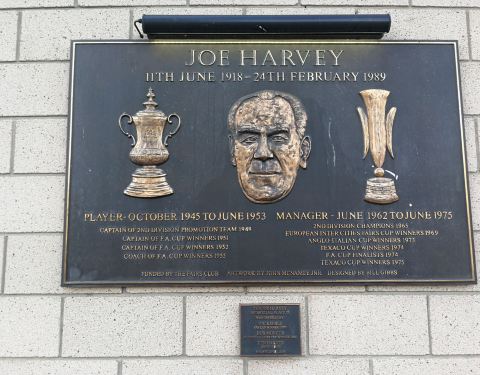 JOE HARVEY
11TH JUNE 1918 - 24TH FEBRUARY 1989
PLAYER - OCTOBER 1945 TO JUNE 1953
CAPTAIN OF 2ND DIVISION PROMOTION TEAM 1948
CAPTAIN OF F.A. CUP WINNERS 1951
CAPTAIN OF F.A. CUP WINNERS 1952
COACH OF F.A. CUP WINNERS 1955
MANAGER - JUNE 1962 TO JUNE 1975
2ND DIVISION CHAMPIONS 1965
EUROPEAN INTER CITIES FAIRS CUP WINNERS 1969
ANGLO ITALIAN CUP WINNERS 1973
TEXACO CUP WINNERS 1974
F.A. CUP FINALISTS 1974
TEXACO CUP WINNERS 1975
FUNDED BY THE FAIRS CLUB ARTWORK BY JOHN MCNAMEE JNR. DESIGNED BY BILL GIBBS